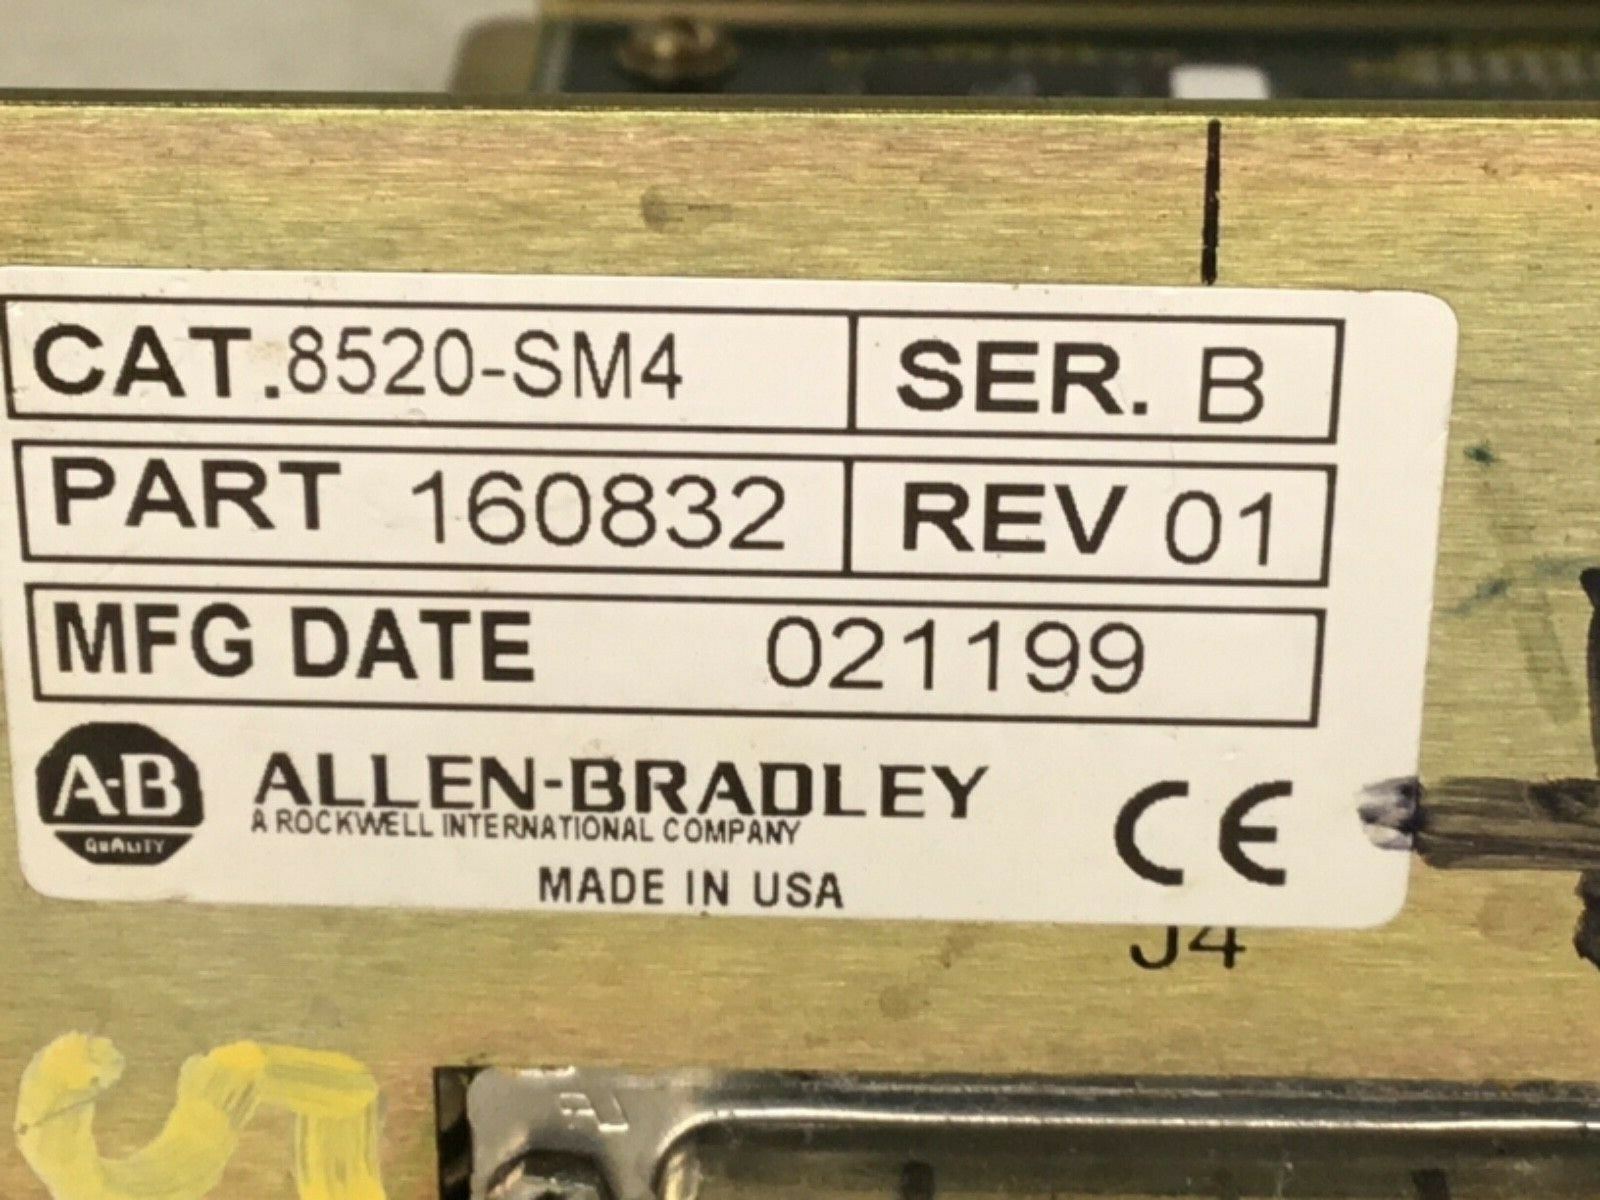 CAT. 8520-SM4 SER. B
PART 160832 REV 01
MFG DATE 021199
A-B
QUALITY
ALLEN-BRADLEY
A ROCKWELL INTERNATIONAL COMPANY
CE
MADE IN USA
J4